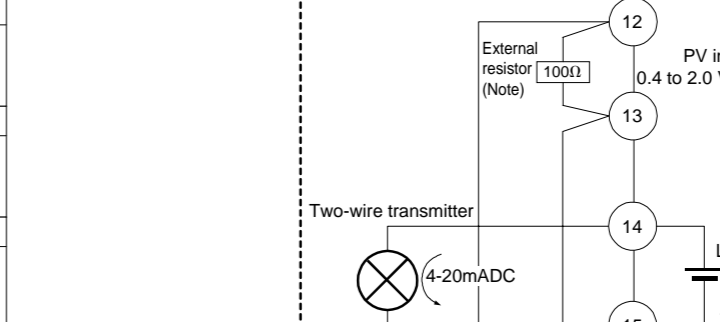 12
External
resistor
(Note)
100Ω
PV
0.4 to 2.0
13
Two-wire transmitter
14
4-20mADC